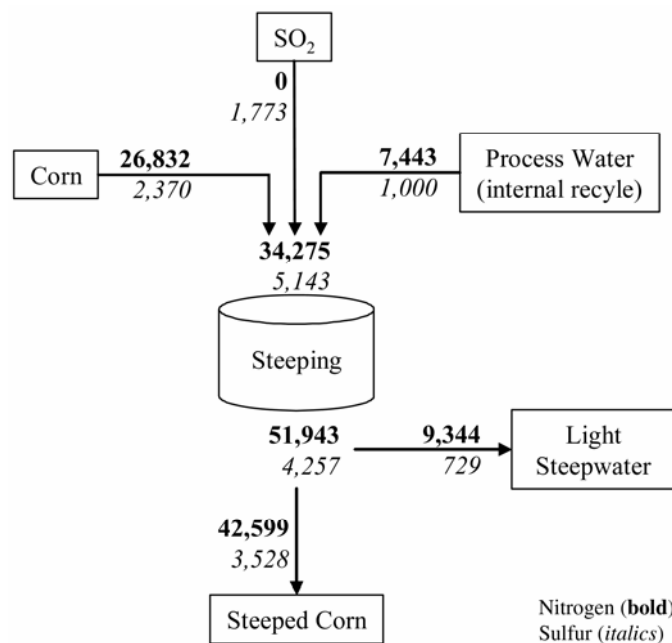 SO₂
0
1,773
26,832
2,370
Corn
7,443
1,000
Process Water
(internal recyle)
34,275
5,143
Steeping
51,943
4,257
9,344
729
Light
Steepwater
42,599
3,528
Steeped Corn
Nitrogen (bold)
Sulfur (italics)